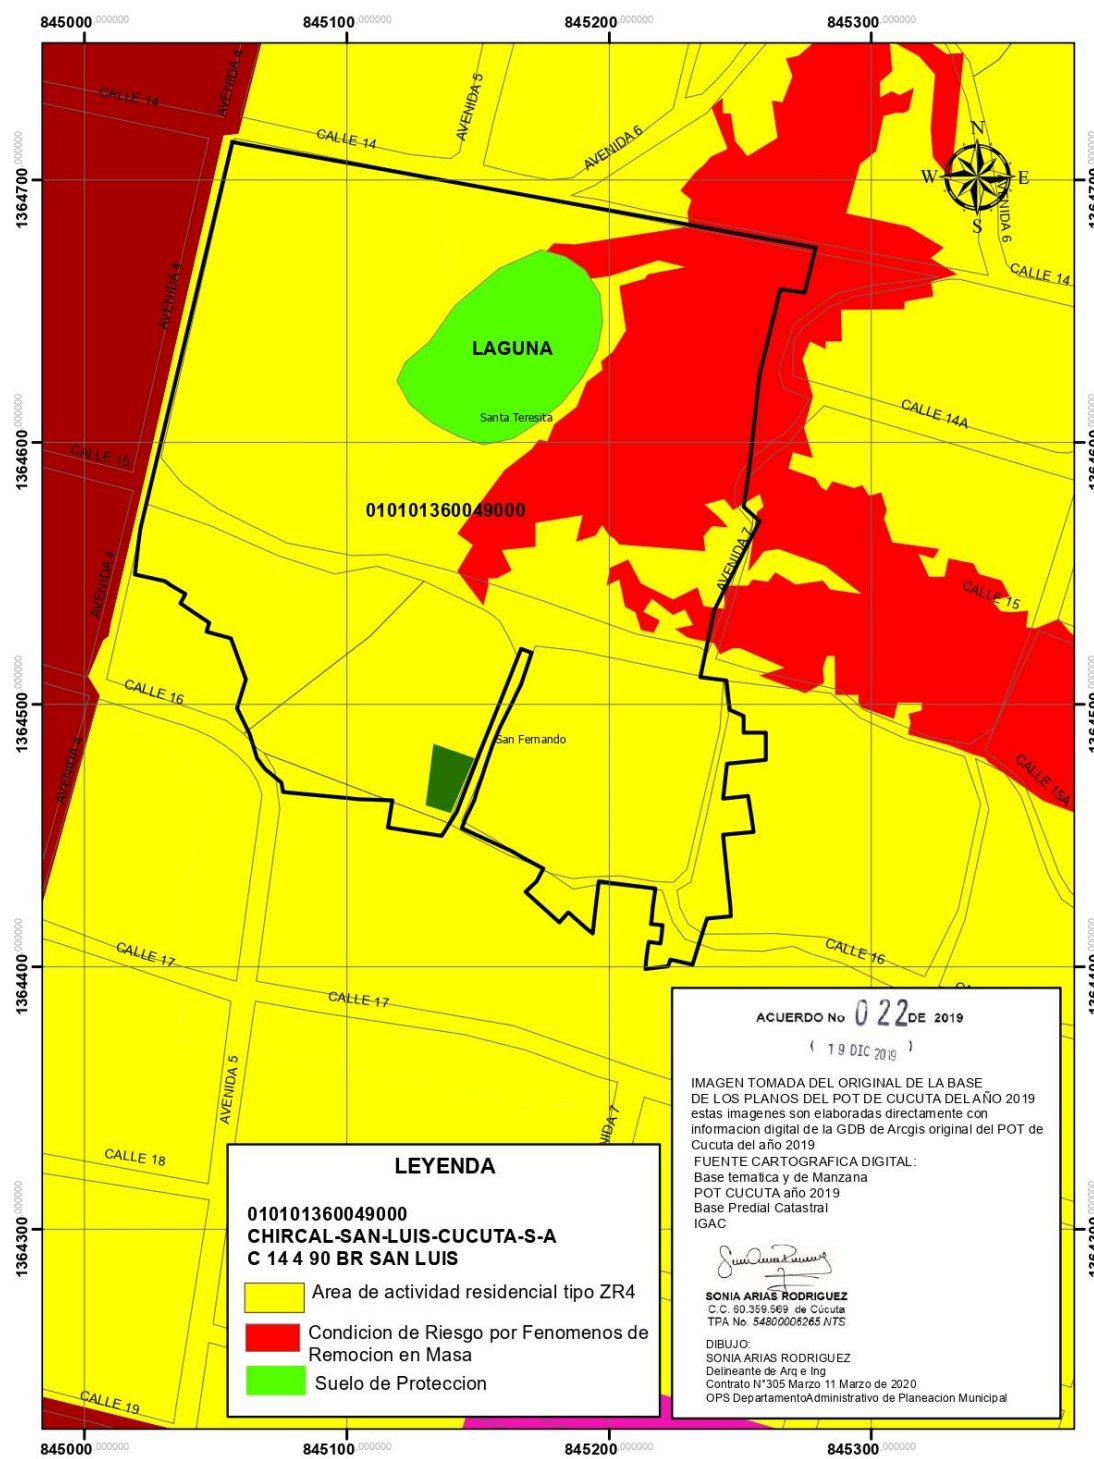 845000,000000
845100,000000
845200,000000
845300,000000
1364700,000000
1364700,000000
CALLE 14
AVENIDA 4
CALLE 14
AVENIDA 5
AVENIDA 6
N
W
E
S
AVENIDA 6
CALLE 14
AVENIDA 4
LAGUNA
Santa Teresita
CALLE 14A
1364600,000000
1364600,000000
CALLE 15
010101360049000
AVENIDA 7
AVENIDA 4
CALLE 15
CALLE 16
1364500,000000
1364500,000000
San Fernando
AVENIDA 4
CALLE 15A
CALLE 17
CALLE 16
1364400,000000
1364400,000000
CALLE 17
AVENIDA 5
CALLE 18
CALLE 19
1364300,000000
1364300,000000
ACUERDO No 022 DE 2019
( 19 DIC 2019 )
IMAGEN TOMADA DEL ORIGINAL DE LA BASE
DE LOS PLANOS DEL POT DE CUCUTA DEL AÑO 2019
estas imagenes son elaboradas directamente con
informacion digital de la GDB de Arcgis original del POT de
Cucuta del año 2019
FUENTE CARTOGRAFICA DIGITAL:
Base tematica y de Manzana
POT CUCUTA año 2019
Base Predial Catastral
IGAC
SONIA ARIAS RODRIGUEZ
C.C. 60.359.569 de Cúcuta
TPA No. 54800006265 NTS
DIBUJO:
SONIA ARIAS RODRIGUEZ
Delineante de Arq e Ing
Contrato N°305 Marzo 11 Marzo de 2020
OPS DepartamentoAdministrativo de Planeacion Municipal
LEYENDA
010101360049000
CHIRCAL-SAN-LUIS-CUCUTA-S-A
C 14 4 90 BR SAN LUIS
Area de actividad residencial tipo ZR4
Condicion de Riesgo por Fenomenos de
Remocion en Masa
Suelo de Proteccion
845000,000000
845100,000000
845200,000000
845300,000000